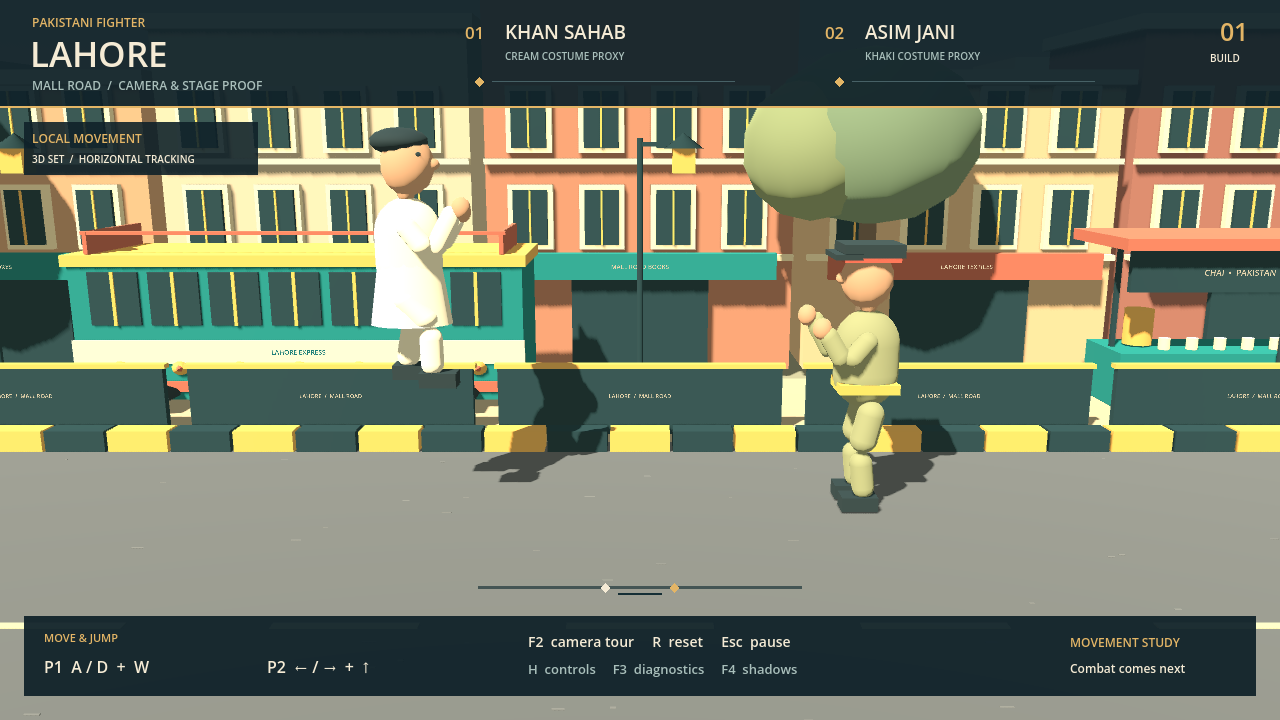 PAKISTANI FIGHTER
LAHORE
MALL ROAD / CAMERA & STAGE PROOF
01 KHAN SAHAB
CREAM COSTUME PROXY
02 ASIM JANI
KHAKI COSTUME PROXY
01
BUILD
LOCAL MOVEMENT
3D SET / HORIZONTAL TRACKING
MALL ROAD BOOKS
LAHORE TEXTILES
CHAI • PAKISTAN
LAHORE EXPRESS
LAHORE / MALL ROAD
LAHORE / MALL ROAD
LAHORE / MALL ROAD
MOVE & JUMP
P1 A / D + W
P2 ← / → + ↑
F2 camera tour R reset Esc pause
H controls F3 diagnostics F4 shadows
MOVEMENT STUDY
Combat comes next